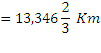 = 13,346 2/3 Km